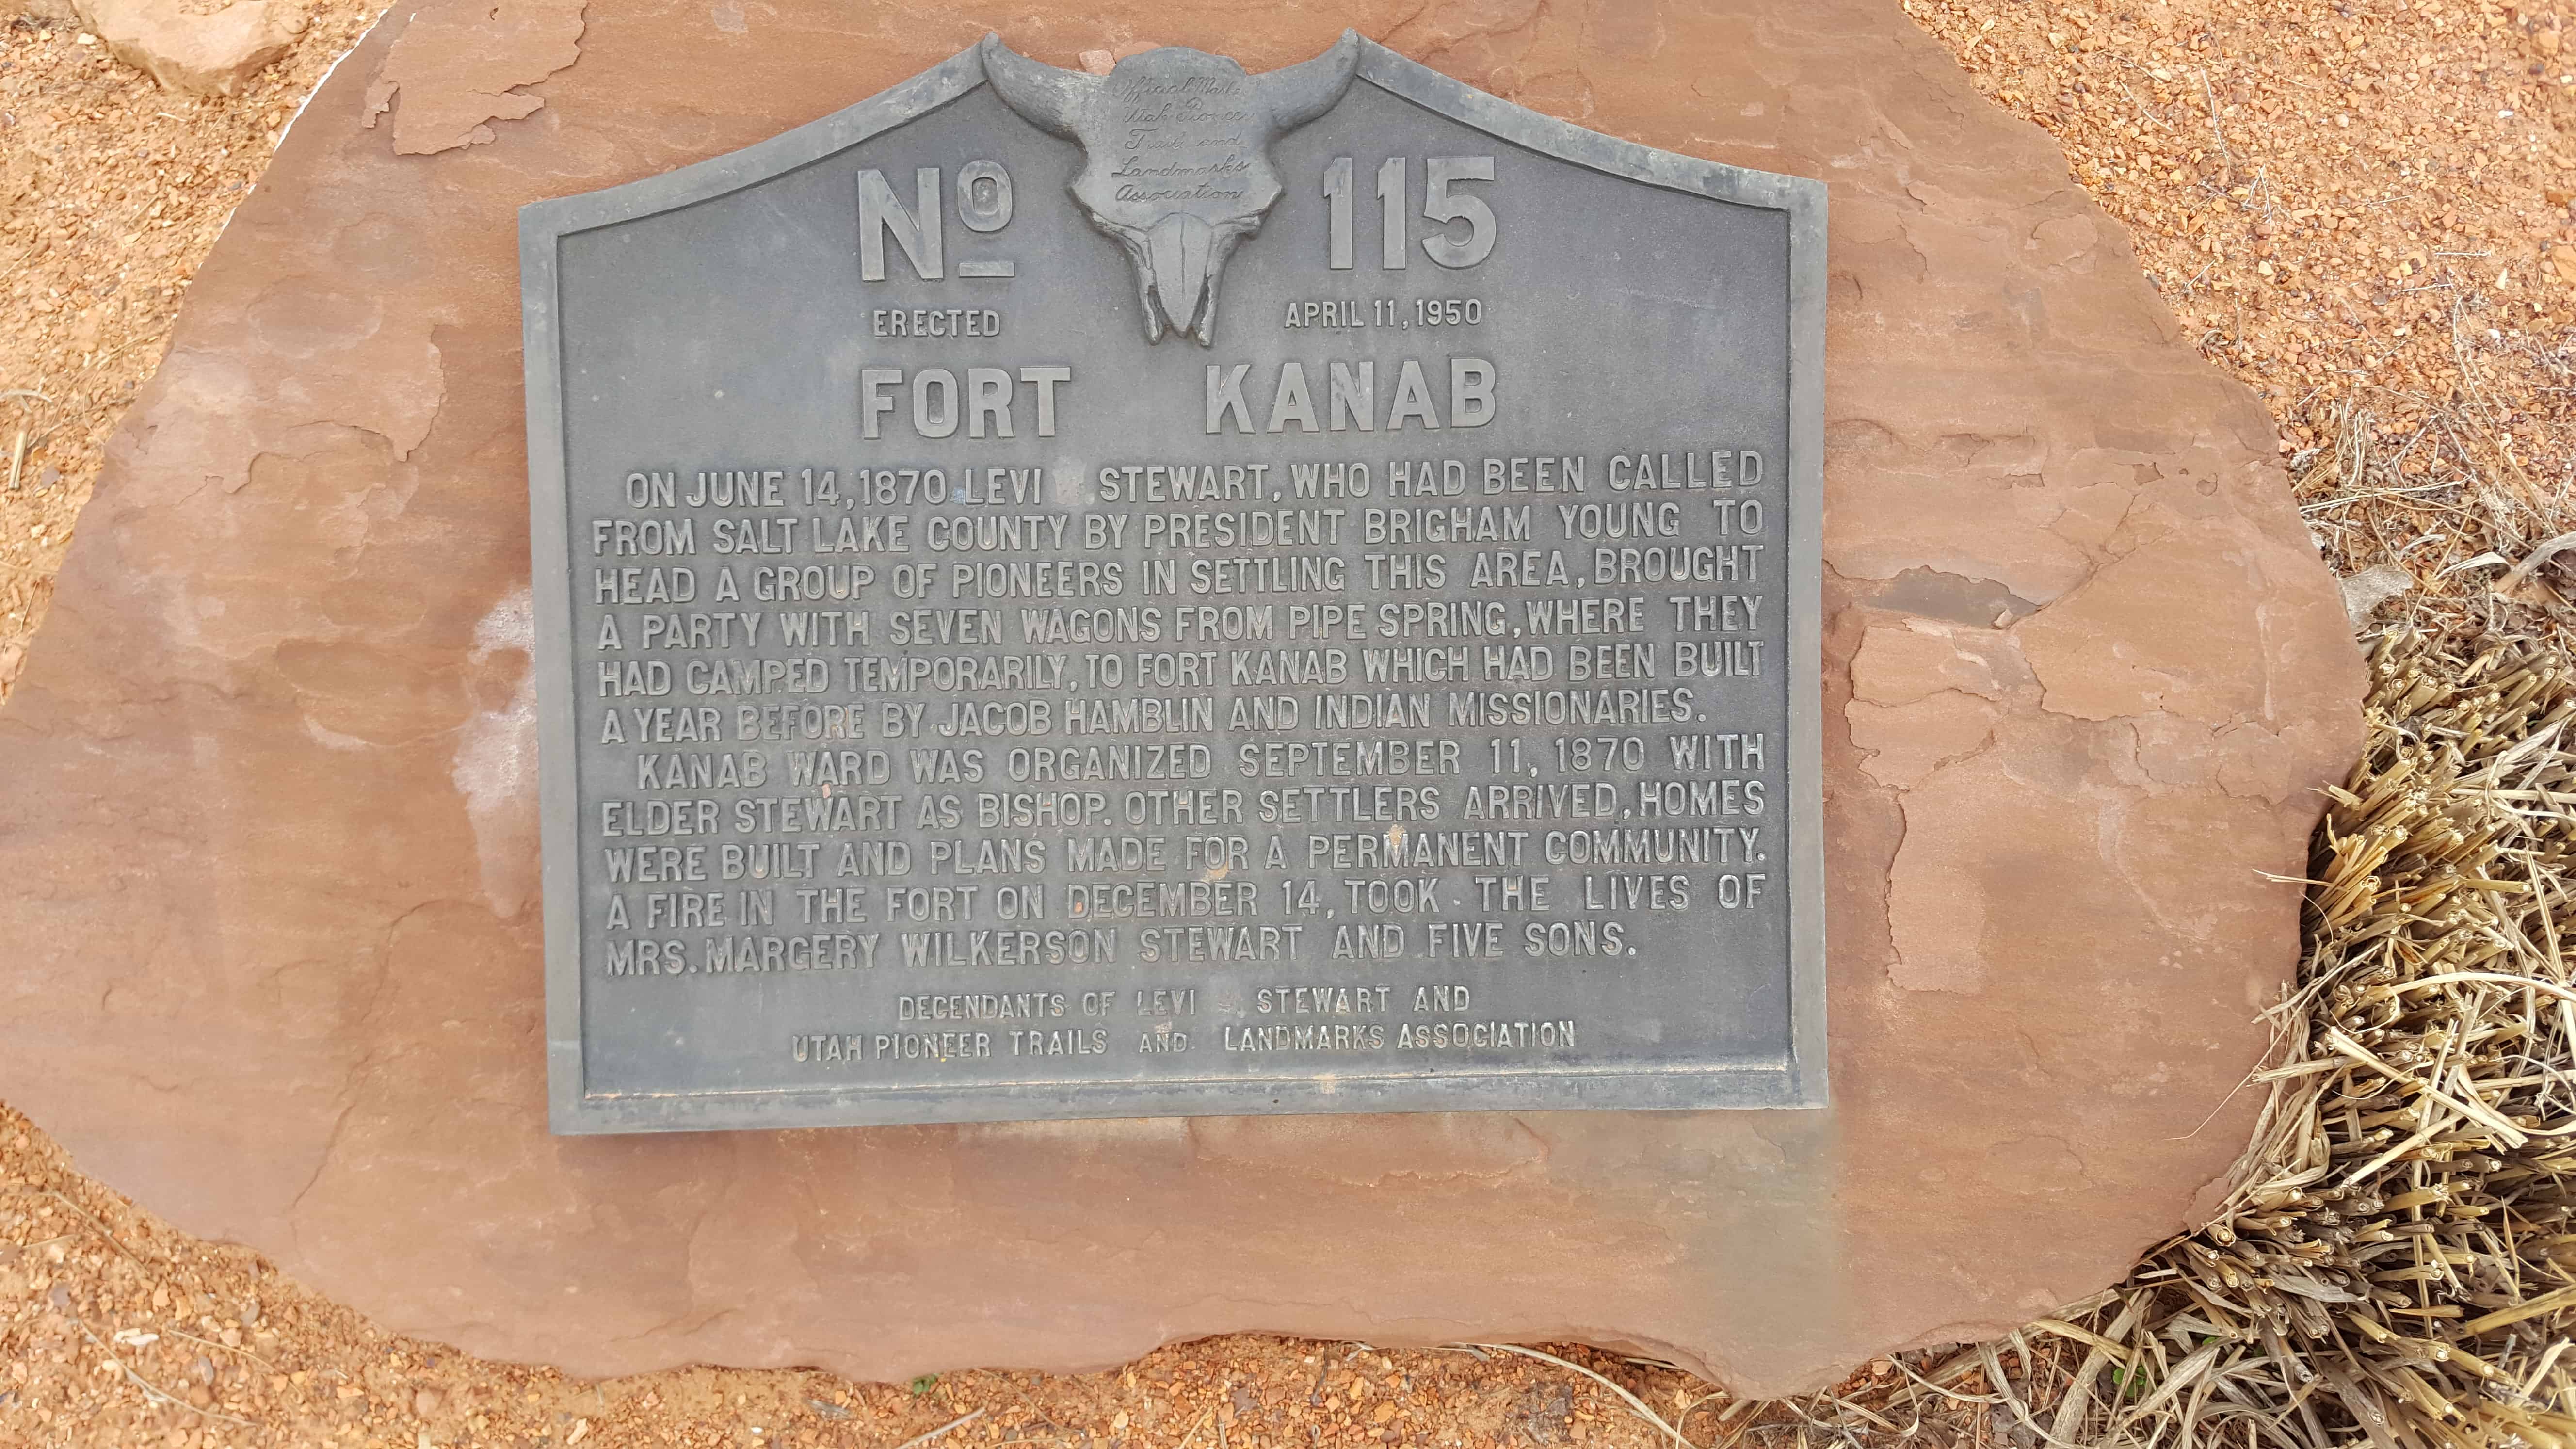 Official Marker
Utah Pioneer
Trails and
Landmarks
Association
No 115
ERECTED APRIL 11, 1950
FORT KANAB
ON JUNE 14, 1870 LEVI STEWART, WHO HAD BEEN CALLED
FROM SALT LAKE COUNTY BY PRESIDENT BRIGHAM YOUNG TO
HEAD A GROUP OF PIONEERS IN SETTLING THIS AREA, BROUGHT
A PARTY WITH SEVEN WAGONS FROM PIPE SPRING, WHERE THEY
HAD CAMPED TEMPORARILY, TO FORT KANAB WHICH HAD BEEN BUILT
A YEAR BEFORE BY JACOB HAMBLIN AND INDIAN MISSIONARIES.
KANAB WARD WAS ORGANIZED SEPTEMBER 11, 1870 WITH
ELDER STEWART AS BISHOP. OTHER SETTLERS ARRIVED, HOMES
WERE BUILT AND PLANS MADE FOR A PERMANENT COMMUNITY.
A FIRE IN THE FORT ON DECEMBER 14, TOOK THE LIVES OF
MRS. MARGERY WILKERSON STEWART AND FIVE SONS.
DECENDANTS OF LEVI STEWART AND
UTAH PIONEER TRAILS AND LANDMARKS ASSOCIATION